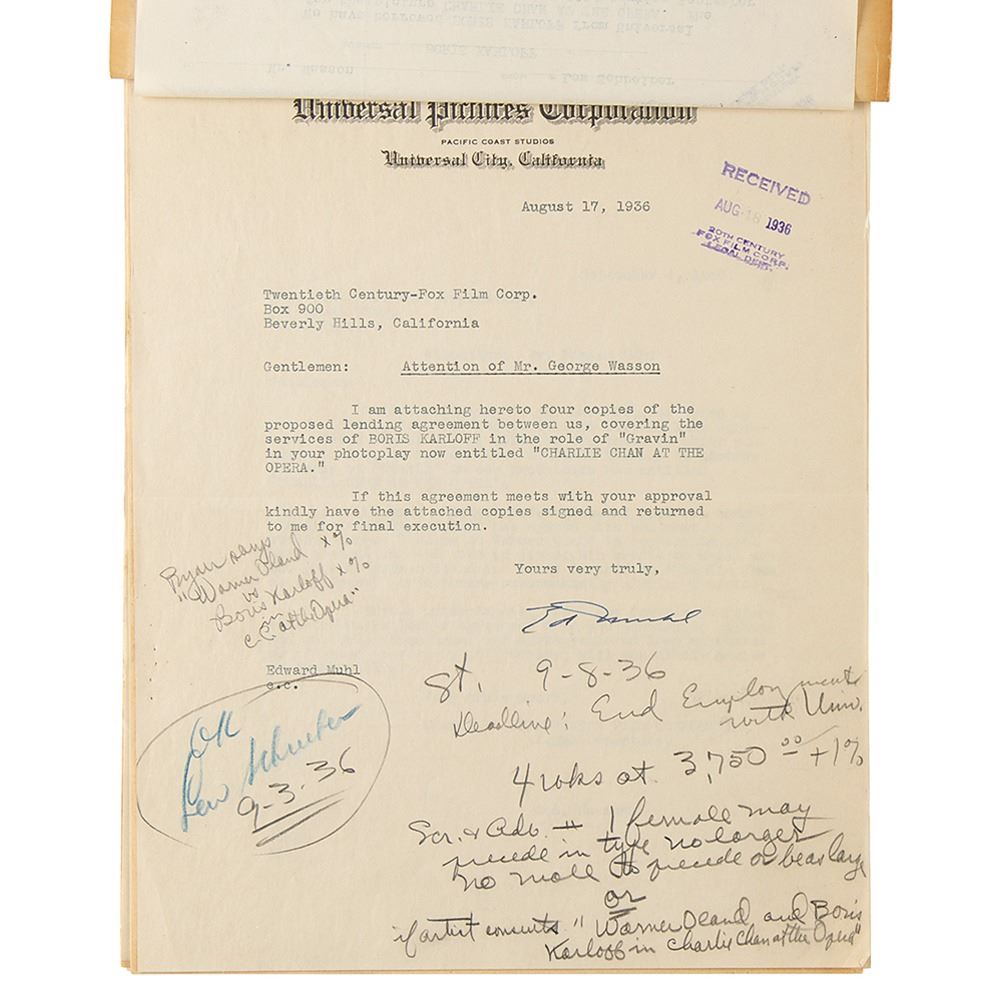 Universal Pictures Corporation
PACIFIC COAST STUDIOS
Universal City, California
August 17, 1936
RECEIVED
AUG 18 1936
20TH CENTURY
FOX FILM CORP.
LEGAL DEPT.
Twentieth Century-Fox Film Corp.
Box 900
Beverly Hills, California
Gentlemen: Attention of Mr. George Wasson
I am attaching hereto four copies of the
proposed lending agreement between us, covering the
services of BORIS KARLOFF in the role of "Gravin"
in your photoplay now entitled "CHARLIE CHAN AT THE
OPERA."
If this agreement meets with your approval
kindly have the attached copies signed and returned
to me for final execution.
Yours very truly,
Ed Muhl
Ryan says
"Warner Oland x %
vs
Boris Karloff x %
in
C.C. at the Opera"
Edward Muhl
e.c.
OK
Lew Schreiber
9-3-36
St. 9-8-36
Deadline: End Employment
with Univ.
4 wks at 3,750 00 + 1%
Scr. & Adv. - 1 female may
precede in type no larger
no male to precede or be as large
or
if artist consents "Warner Oland and Boris
Karloff in Charlie Chan at the Opera"